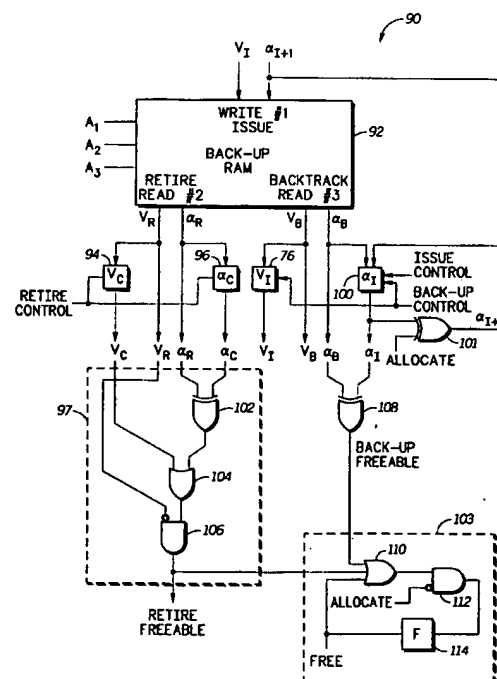 90
V_I α_{I+1}
WRITE #1
ISSUE
92
A_1
A_2
A_3
BACK-UP
RAM
RETIRE
READ #2
BACKTRACK
READ #3
V_R α_R V_B α_B
94 V_C
96 α_C
76 V_I
100 α_I
ISSUE
CONTROL
RETIRE
CONTROL
BACK-UP
CONTROL
101
α_{I+
ALLOCATE
V_C V_R α_R α_C V_I V_B α_B α_I
97
102
108
BACK-UP
FREEABLE
104
106
103
110
112
ALLOCATE
RETIRE
FREEABLE
FREE
F
114